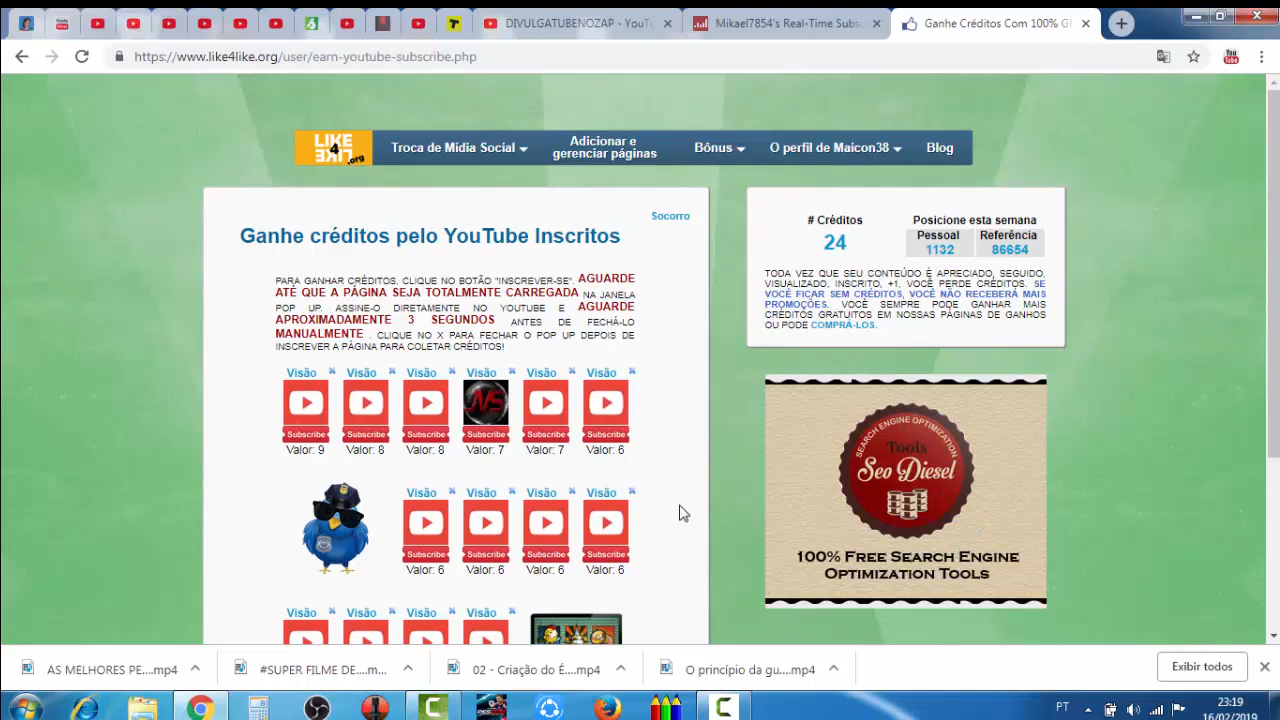 DIVULGATUBENOZAP - YouT
Mikael7854's Real-Time Subs
Ganhe Créditos Com 100% G
https://www.like4like.org/user/earn-youtube-subscribe.php
LIKE
4
LIKE
.org
Troca de Midia Social
Adicionar e
gerenciar páginas
Bônus
O perfil de Maicon38
Blog
Socorro
Ganhe créditos pelo YouTube Inscritos
PARA GANHAR CRÉDITOS, CLIQUE NO BOTÃO "INSCREVER-SE". AGUARDE
ATÉ QUE A PÁGINA SEJA TOTALMENTE CARREGADA NA JANELA
POP UP. ASSINE-O DIRETAMENTE NO YOUTUBE E AGUARDE
APROXIMADAMENTE 3 SEGUNDOS ANTES DE FECHÁ-LO
MANUALMENTE . CLIQUE NO X PARA FECHAR O POP UP DEPOIS DE
INSCREVER A PÁGINA PARA COLETAR CRÉDITOS!
Visão Visão Visão Visão Visão Visão
Subscribe Subscribe Subscribe Subscribe Subscribe Subscribe
Valor: 9 Valor: 8 Valor: 8 Valor: 7 Valor: 7 Valor: 6
Visão Visão Visão Visão
Subscribe Subscribe Subscribe Subscribe
Valor: 6 Valor: 6 Valor: 6 Valor: 6
Visão Visão Visão Visão
# Créditos
24
Posicione esta semana
Pessoal Referência
1132 86654
TODA VEZ QUE SEU CONTEÚDO É APRECIADO, SEGUIDO,
VISUALIZADO, INSCRITO, +1, VOCÊ PERDE CRÉDITOS. SE
VOCÊ FICAR SEM CRÉDITOS, VOCÊ NÃO RECEBERÁ MAIS
PROMOÇÕES. VOCÊ SEMPRE PODE GANHAR MAIS
CRÉDITOS GRATUITOS EM NOSSAS PÁGINAS DE GANHOS
OU PODE COMPRÁ-LOS.
SEARCH ENGINE OPTIMIZATION
Tools
Seo Diesel
100% Free Search Engine
Optimization Tools
AS MELHORES PE....mp4
#SUPER FILME DE....m...
02 - Criação do É....mp4
O princípio da gu....mp4
Exibir todos
PT
23:19
16/02/2019